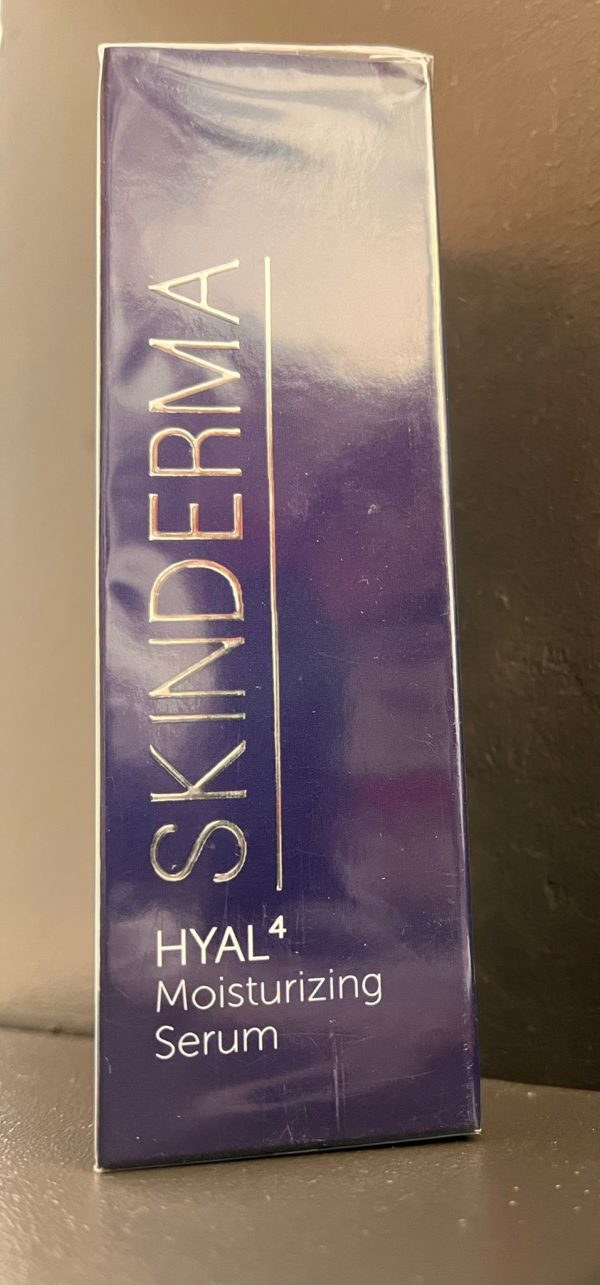 SKINDERMA
HYAL⁴
Moisturizing
Serum